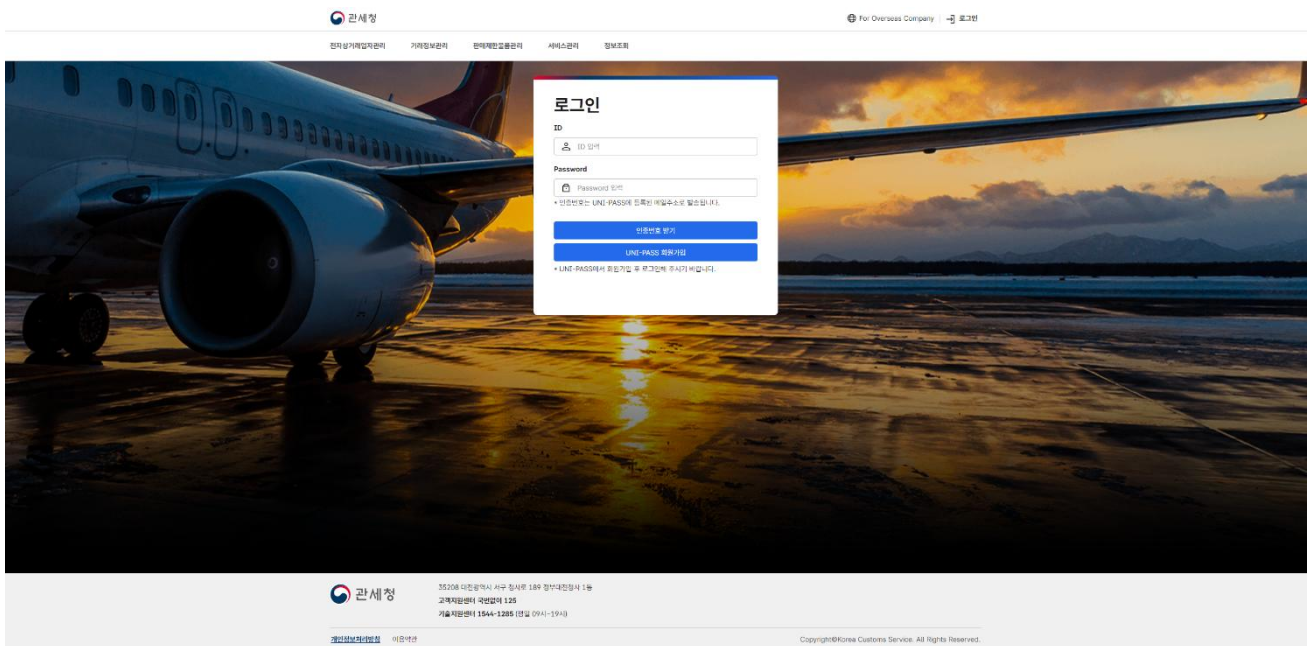 관세청
For Overseas Company
로그인
전자상거래업자관리 거래정보관리 판매제한물품관리 서비스관리 정보조회
로그인
ID
ID 입력
Password
Password 입력
* 인증번호는 UNI-PASS에 등록된 메일주소로 발송됩니다.
인증번호 받기
UNI-PASS 회원가입
* UNI-PASS에서 회원가입 후 로그인해 주시기 바랍니다.
관세청
35208 대전광역시 서구 청사로 189 정부대전청사 1동
고객지원센터 국번없이 125
기술지원센터 1544-1285 (평일 09시~19시)
개인정보처리방침 이용약관
Copyright©Korea Customs Service. All Rights Reserved.